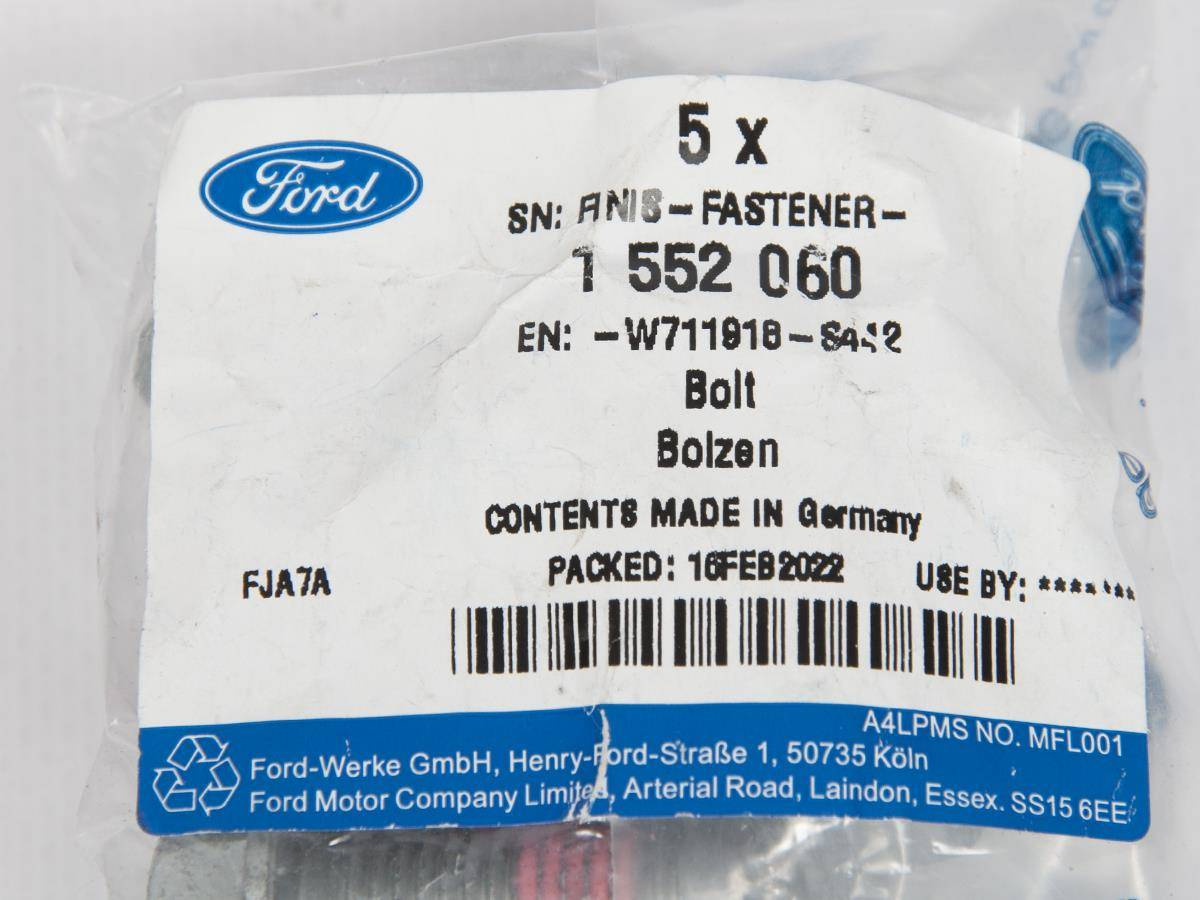 Ford
5 x
SN: FINIS-FASTENER-
1 552 060
EN: -W711918-S442
Bolt
Bolzen
CONTENTS MADE IN Germany
FJA7A
PACKED: 16FEB2022
USE BY: *******
A4LPMS NO. MFL001
Ford-Werke GmbH, Henry-Ford-Straße 1, 50735 Köln
Ford Motor Company Limited, Arterial Road, Laindon, Essex. SS15 6EE